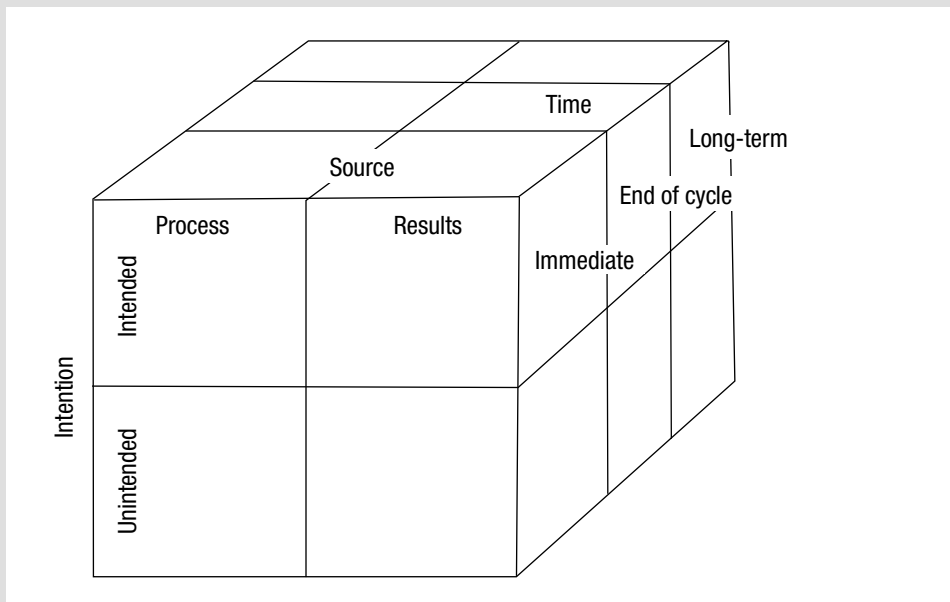 Time
Long-term
Source
End of cycle
Process
Results
Immediate
Intended
Intention
Unintended